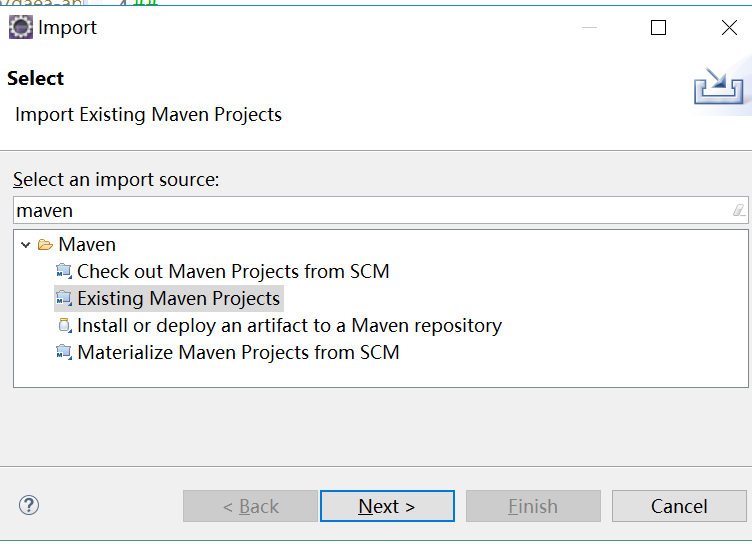 Import
Select
Import Existing Maven Projects
Select an import source:
maven
Maven
Check out Maven Projects from SCM
Existing Maven Projects
Install or deploy an artifact to a Maven repository
Materialize Maven Projects from SCM
< Back
Next >
Finish
Cancel